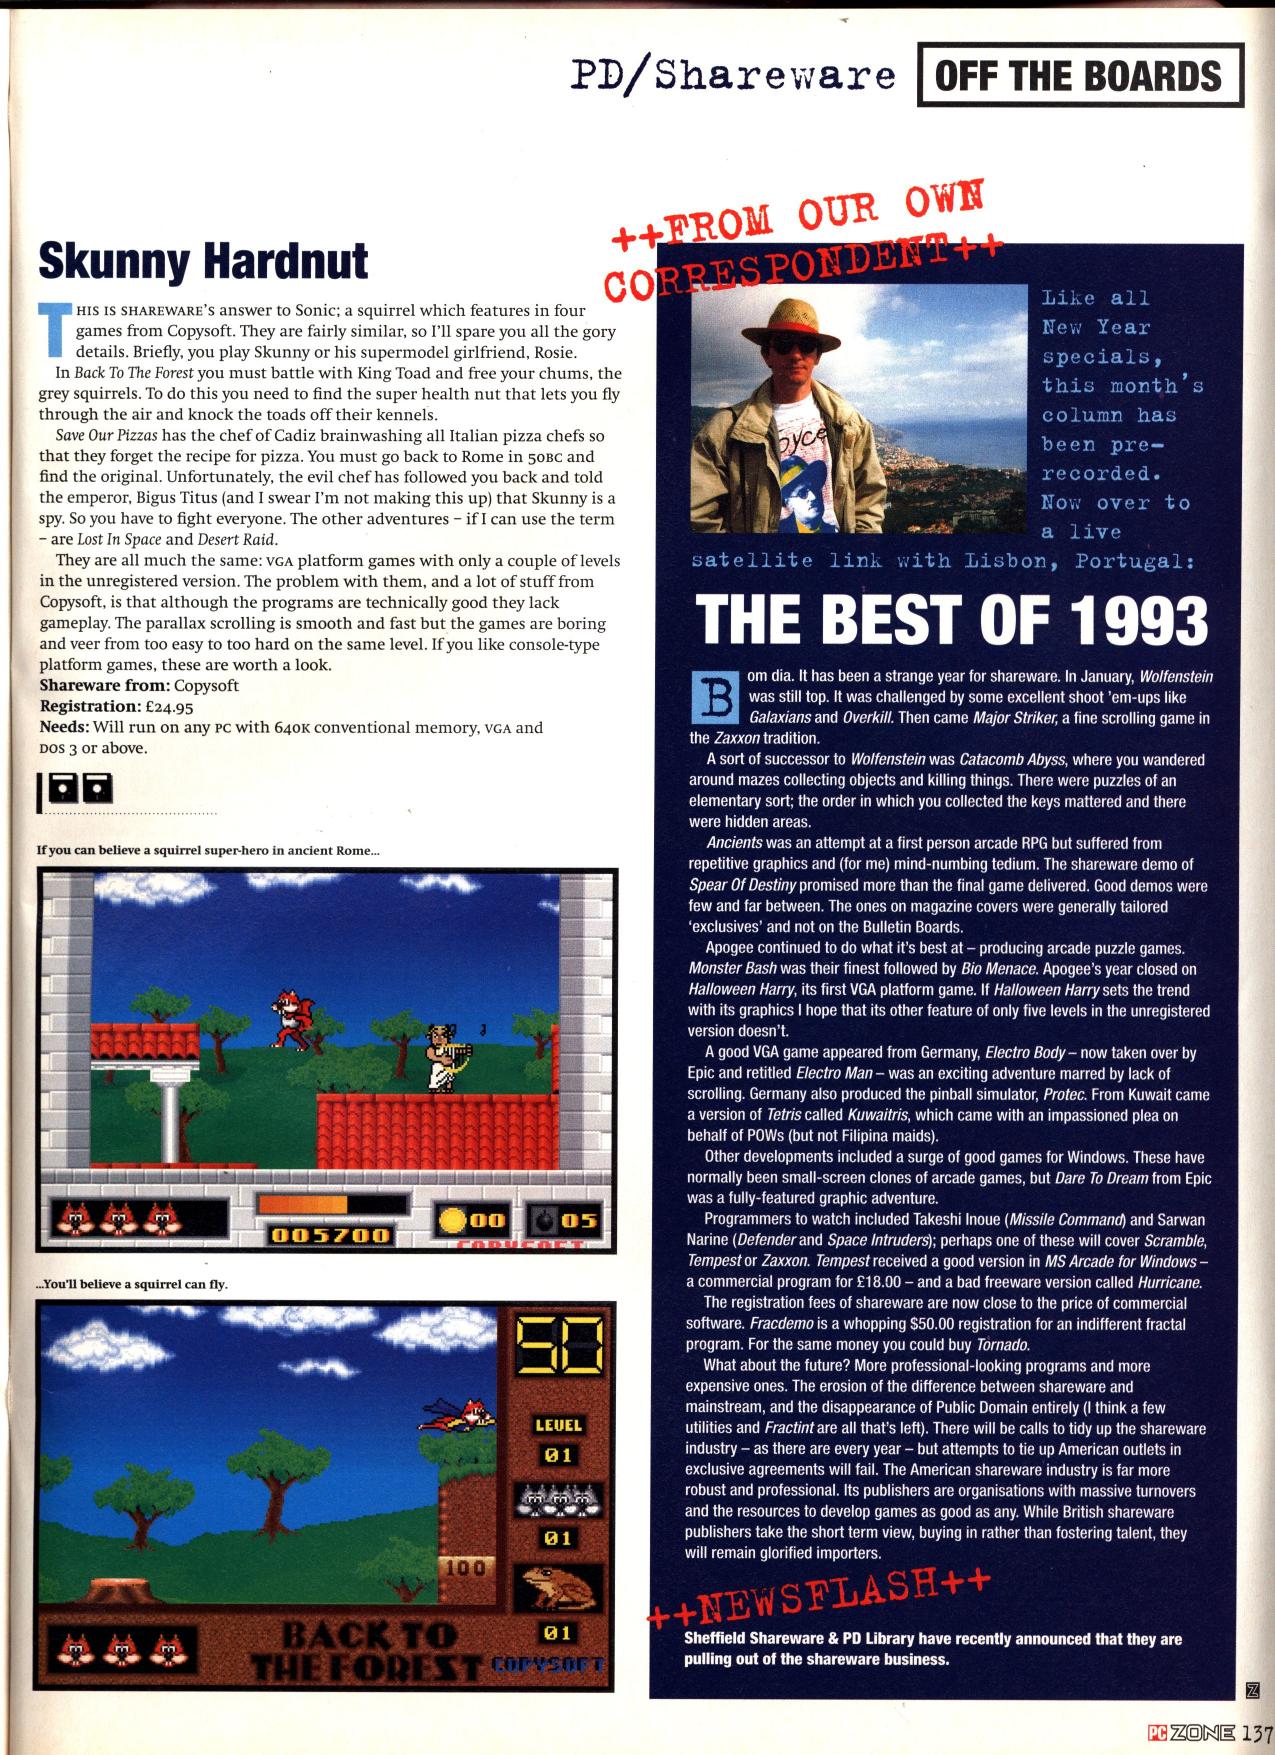 PD/Shareware OFF THE BOARDS
Skunny Hardnut
THIS IS SHAREWARE'S answer to Sonic; a squirrel which features in four
games from Copysoft. They are fairly similar, so I'll spare you all the gory
details. Briefly, you play Skunny or his supermodel girlfriend, Rosie.
In Back To The Forest you must battle with King Toad and free your chums, the
grey squirrels. To do this you need to find the super health nut that lets you fly
through the air and knock the toads off their kennels.
Save Our Pizzas has the chef of Cadiz brainwashing all Italian pizza chefs so
that they forget the recipe for pizza. You must go back to Rome in 50BC and
find the original. Unfortunately, the evil chef has followed you back and told
the emperor, Bigus Titus (and I swear I'm not making this up) that Skunny is a
spy. So you have to fight everyone. The other adventures – if I can use the term
– are Lost In Space and Desert Raid.
They are all much the same: VGA platform games with only a couple of levels
in the unregistered version. The problem with them, and a lot of stuff from
Copysoft, is that although the programs are technically good they lack
gameplay. The parallax scrolling is smooth and fast but the games are boring
and veer from too easy to too hard on the same level. If you like console-type
platform games, these are worth a look.
Shareware from: Copysoft
Registration: £24.95
Needs: Will run on any PC with 640K conventional memory, VGA and
DOS 3 or above.
If you can believe a squirrel super-hero in ancient Rome...
005700
00
05
COPYSOFT
...You'll believe a squirrel can fly.
50
LEVEL
01
01
100
01
BACK TO
THE FOREST
COPYSOFT
++FROM OUR OWN
CORRESPONDENT++
oyce
Like all
New Year
specials,
this month's
column has
been pre-
recorded.
Now over to
a live
satellite link with Lisbon, Portugal:
THE BEST OF 1993
Bom dia. It has been a strange year for shareware. In January, Wolfenstein
was still top. It was challenged by some excellent shoot 'em-ups like
Galaxians and Overkill. Then came Major Striker, a fine scrolling game in
the Zaxxon tradition.
A sort of successor to Wolfenstein was Catacomb Abyss, where you wandered
around mazes collecting objects and killing things. There were puzzles of an
elementary sort; the order in which you collected the keys mattered and there
were hidden areas.
Ancients was an attempt at a first person arcade RPG but suffered from
repetitive graphics and (for me) mind-numbing tedium. The shareware demo of
Spear Of Destiny promised more than the final game delivered. Good demos were
few and far between. The ones on magazine covers were generally tailored
'exclusives' and not on the Bulletin Boards.
Apogee continued to do what it's best at – producing arcade puzzle games.
Monster Bash was their finest followed by Bio Menace. Apogee's year closed on
Halloween Harry, its first VGA platform game. If Halloween Harry sets the trend
with its graphics I hope that its other feature of only five levels in the unregistered
version doesn't.
A good VGA game appeared from Germany, Electro Body – now taken over by
Epic and retitled Electro Man – was an exciting adventure marred by lack of
scrolling. Germany also produced the pinball simulator, Protec. From Kuwait came
a version of Tetris called Kuwaitris, which came with an impassioned plea on
behalf of POWs (but not Filipina maids).
Other developments included a surge of good games for Windows. These have
normally been small-screen clones of arcade games, but Dare To Dream from Epic
was a fully-featured graphic adventure.
Programmers to watch included Takeshi Inoue (Missile Command) and Sarwan
Narine (Defender and Space Intruders); perhaps one of these will cover Scramble,
Tempest or Zaxxon. Tempest received a good version in MS Arcade for Windows –
a commercial program for £18.00 – and a bad freeware version called Hurricane.
The registration fees of shareware are now close to the price of commercial
software. Fracdemo is a whopping $50.00 registration for an indifferent fractal
program. For the same money you could buy Tornado.
What about the future? More professional-looking programs and more
expensive ones. The erosion of the difference between shareware and
mainstream, and the disappearance of Public Domain entirely (I think a few
utilities and Fractint are all that's left). There will be calls to tidy up the shareware
industry – as there are every year – but attempts to tie up American outlets in
exclusive agreements will fail. The American shareware industry is far more
robust and professional. Its publishers are organisations with massive turnovers
and the resources to develop games as good as any. While British shareware
publishers take the short term view, buying in rather than fostering talent, they
will remain glorified importers.
++NEWSFLASH++
Sheffield Shareware & PD Library have recently announced that they are
pulling out of the shareware business.
Z
PC ZONE 137